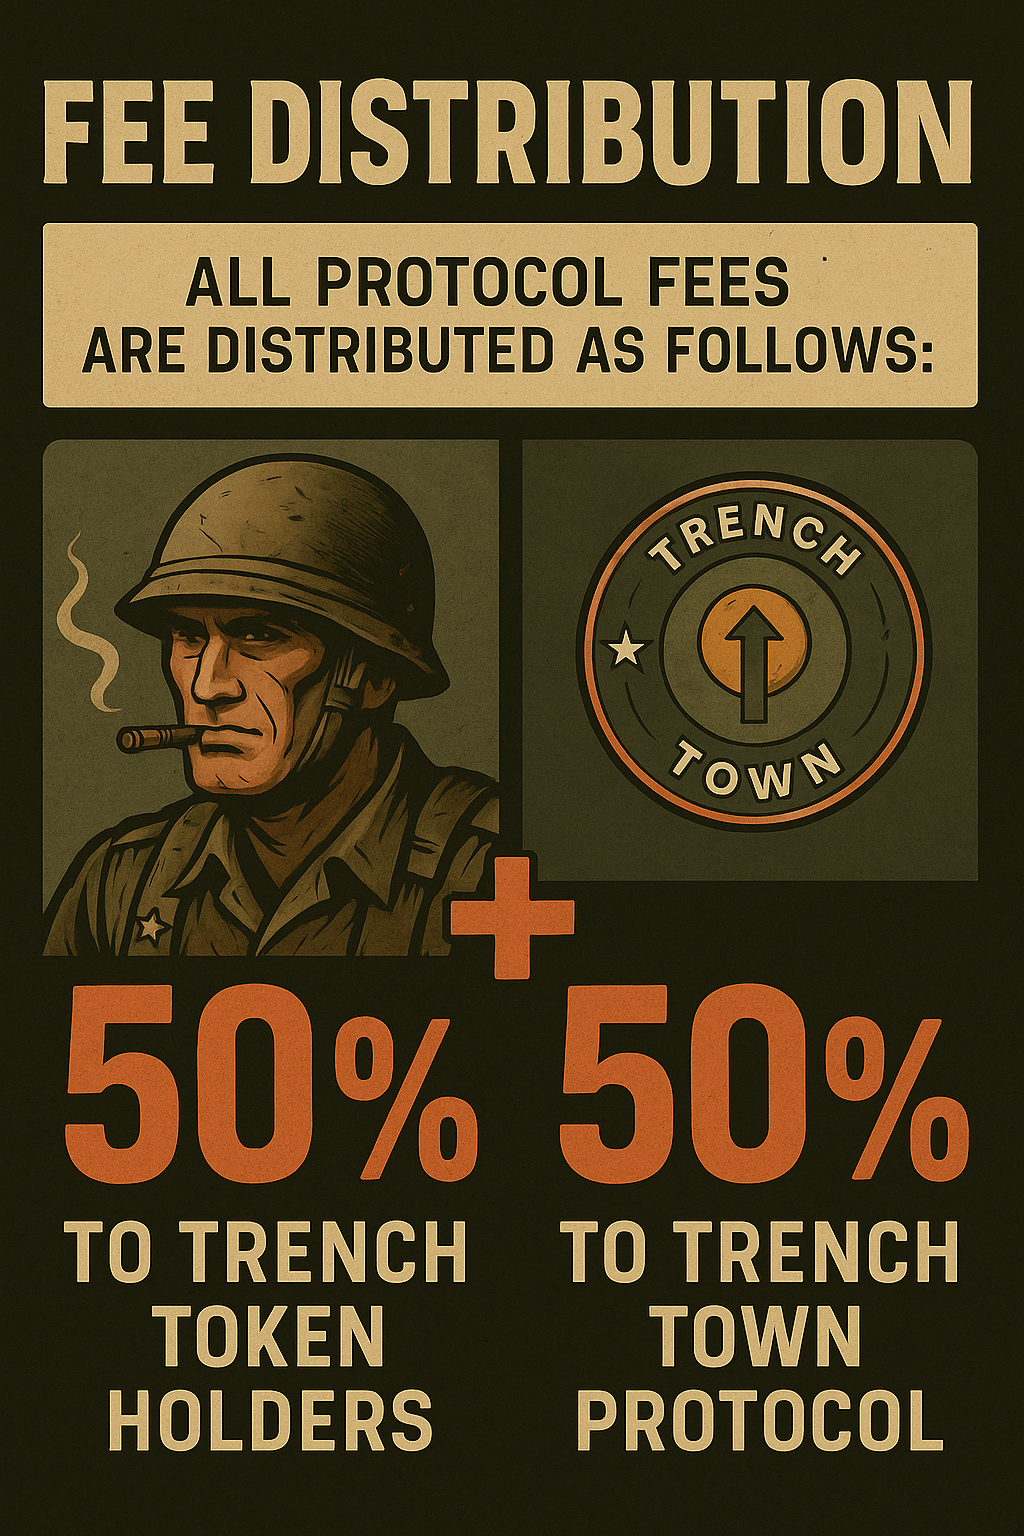 FEE DISTRIBUTION
ALL PROTOCOL FEES
ARE DISTRIBUTED AS FOLLOWS:
TRENCH
TOWN
+
50%
TO TRENCH
TOKEN
HOLDERS
50%
TO TRENCH
TOWN
PROTOCOL